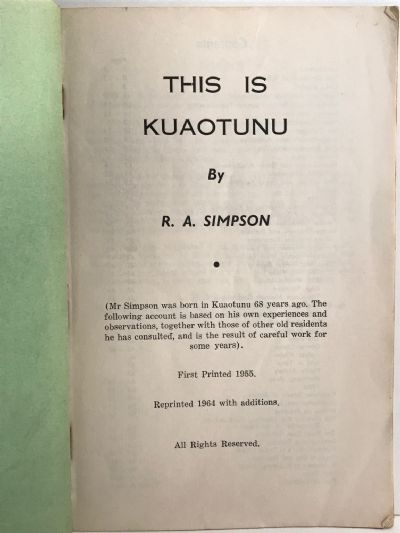 THIS IS
KUAOTUNU
By
R. A. SIMPSON
•
(Mr Simpson was born in Kuaotunu 68 years ago. The
following account is based on his own experiences and
observations, together with those of other old residents
he has consulted, and is the result of careful work for
some years).
First Printed 1955.
Reprinted 1964 with additions.
All Rights Reserved.